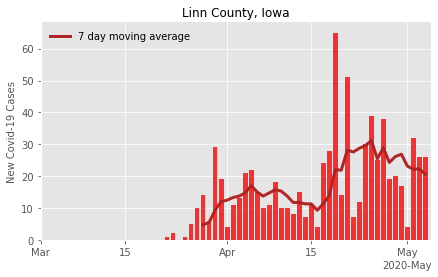 Linn County, Iowa
7 day moving average
New Covid-19 Cases
60
50
40
30
20
10
0
Mar 15 Apr 15 May
2020-May